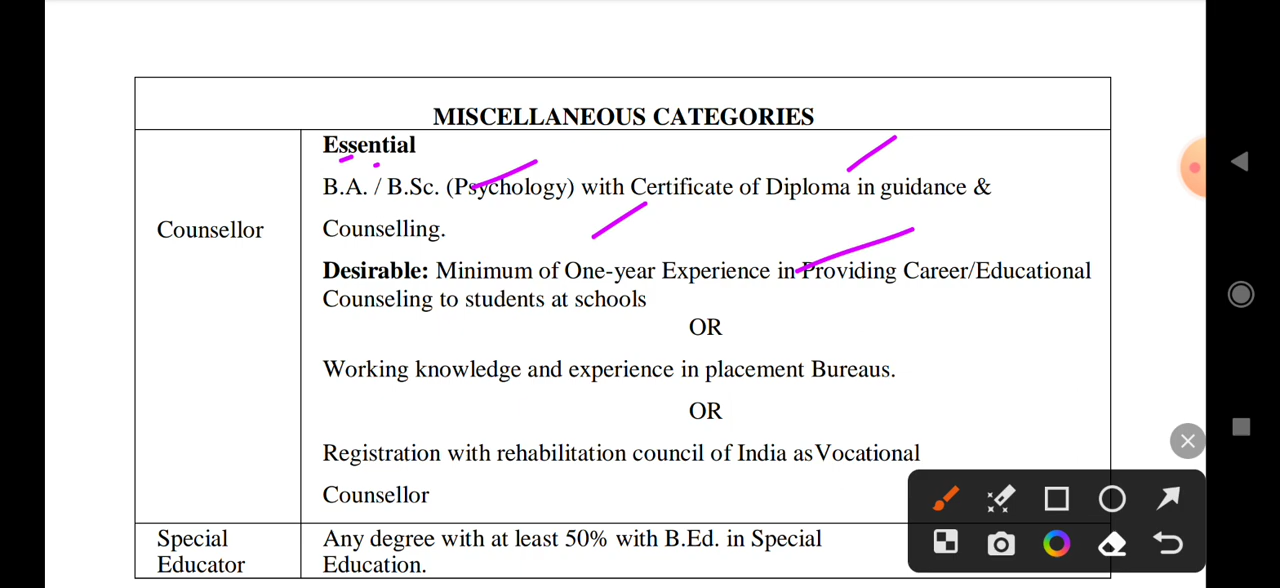 MISCELLANEOUS CATEGORIES
Essential
B.A. / B.Sc. (Psychology) with Certificate of Diploma in guidance &
Counselling.
Counsellor
Desirable: Minimum of One-year Experience in Providing Career/Educational
Counseling to students at schools
OR
Working knowledge and experience in placement Bureaus.
OR
Registration with rehabilitation council of India as Vocational
Counsellor
Special
Educator
Any degree with at least 50% with B.Ed. in Special
Education.